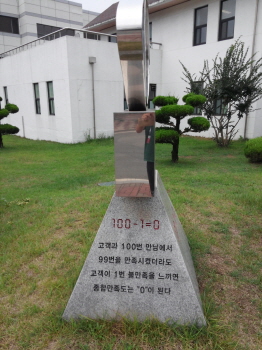 100-1=0
고객과 100번 만남에서
99번을 만족시켰더라도
고객이 1번 불만족을 느끼면
종합만족도는 "0"이 된다